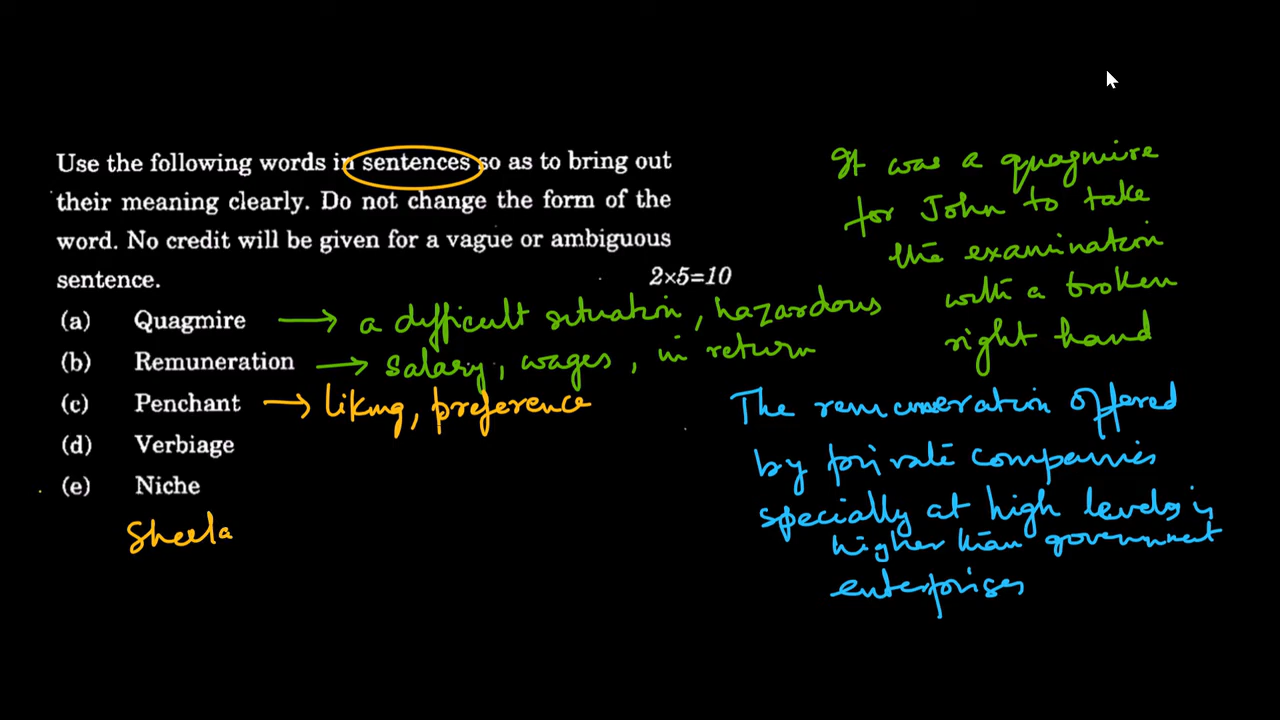 Use the following words in sentences so as to bring out
their meaning clearly. Do not change the form of the
word. No credit will be given for a vague or ambiguous
sentence.
2×5=10
(a) Quagmire → a difficult situation, hazardous
(b) Remuneration → salary, wages, in return
(c) Penchant → liking, preference
(d) Verbiage
(e) Niche
Sheela
It was a quagmire
for John to take
the examination
with a broken
right hand
The remuneration offered
by private companies
specially at high levels is
higher than government
enterprises